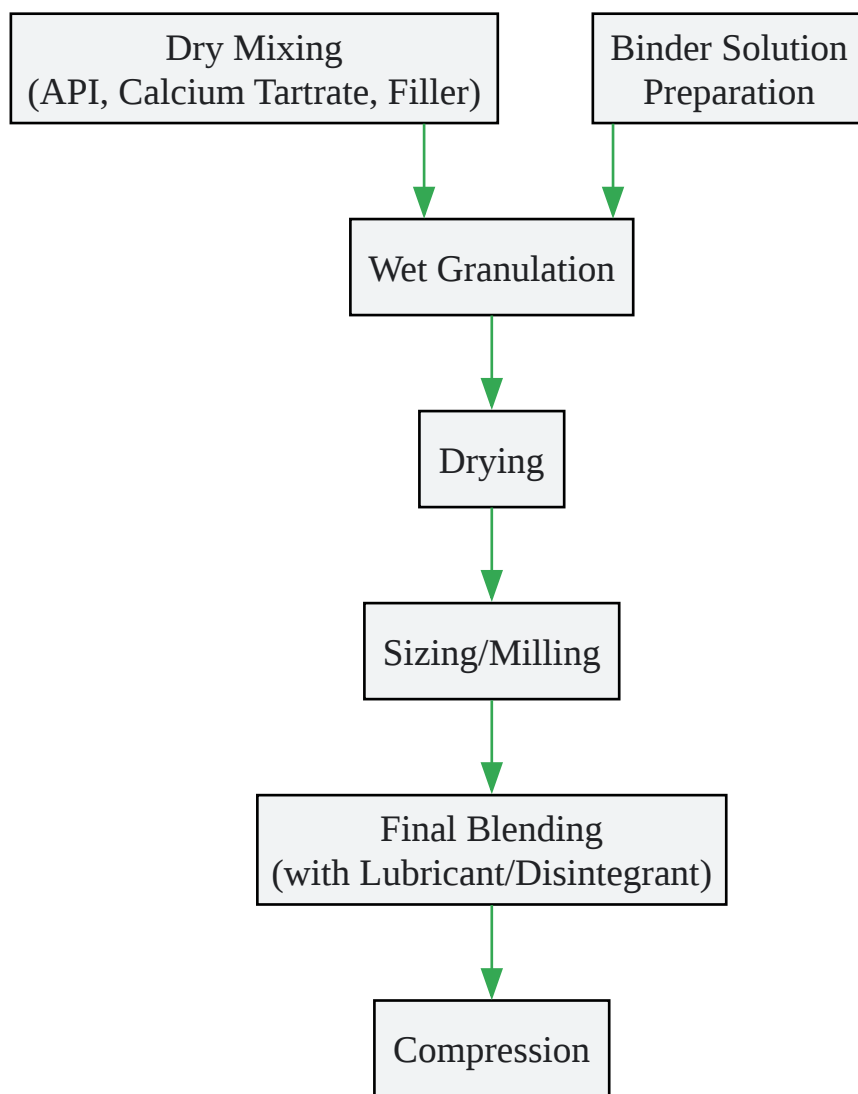 Dry Mixing
(API, Calcium Tartrate, Filler)
Binder Solution
Preparation
Wet Granulation
Drying
Sizing/Milling
Final Blending
(with Lubricant/Disintegrant)
Compression